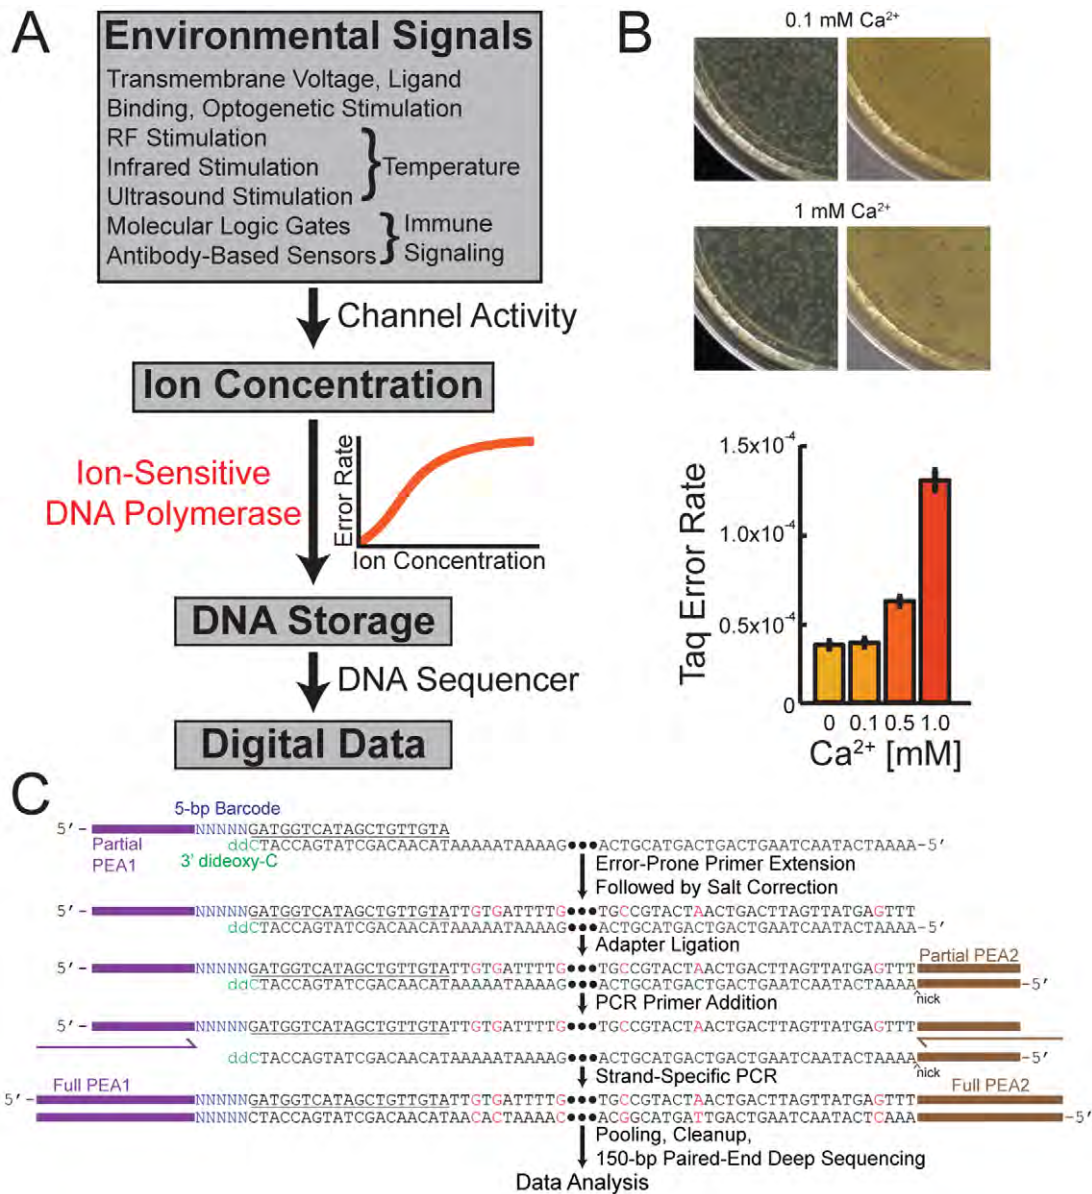 A
Environmental Signals
Transmembrane Voltage, Ligand
Binding, Optogenetic Stimulation
RF Stimulation
Infrared Stimulation
Ultrasound Stimulation
Temperature
Molecular Logic Gates
Antibody-Based Sensors
Immune
Signaling
Channel Activity
Ion Concentration
Ion-Sensitive
DNA Polymerase
Error Rate
Ion Concentration
DNA Storage
DNA Sequencer
Digital Data
B
0.1 mM Ca²⁺
1 mM Ca²⁺
Taq Error Rate
1.5x10⁻⁴
1.0x10⁻⁴
0.5x10⁻⁴
0
0 0.1 0.5 1.0
Ca²⁺ [mM]
C
5-bp Barcode
5′- NNNNNGATGGTCATAGCTGTTGTA
Partial
PEA1
ddCTACCAGTATCGACAACATAAAAATAAAAG●●●ACTGCATGACTGACTGAATCAATACTAAAA-5′
3′ dideoxy-C
Error-Prone Primer Extension
Followed by Salt Correction
5′- NNNNNGATGGTCATAGCTGTTGTATTGTGATTTTG●●●TGCCGTACTAACTGACTTAGTTATGAGTTT
ddCTACCAGTATCGACAACATAAAAATAAAAG●●●ACTGCATGACTGACTGAATCAATACTAAAA-5′
Adapter Ligation
Partial PEA2
5′- NNNNNGATGGTCATAGCTGTTGTATTGTGATTTTG●●●TGCCGTACTAACTGACTTAGTTATGAGTTT
ddCTACCAGTATCGACAACATAAAAATAAAAG●●●ACTGCATGACTGACTGAATCAATACTAAAA -5′
^nick
PCR Primer Addition
5′- NNNNNGATGGTCATAGCTGTTGTATTGTGATTTTG●●●TGCCGTACTAACTGACTTAGTTATGAGTTT
ddCTACCAGTATCGACAACATAAAAATAAAAG●●●ACTGCATGACTGACTGAATCAATACTAAAA -5′
^nick
Strand-Specific PCR
Full PEA1
Full PEA2
5′- NNNNNGATGGTCATAGCTGTTGTATTGTGATTTTG●●●TGCCGTACTAACTGACTTAGTTATGAGTTT
NNNNNCTACCAGTATCGACAACATAACACTAAAAC●●●ACGGCATGATTGACTGAATCAATACTCAAA -5′
Pooling, Cleanup,
150-bp Paired-End Deep Sequencing
Data Analysis